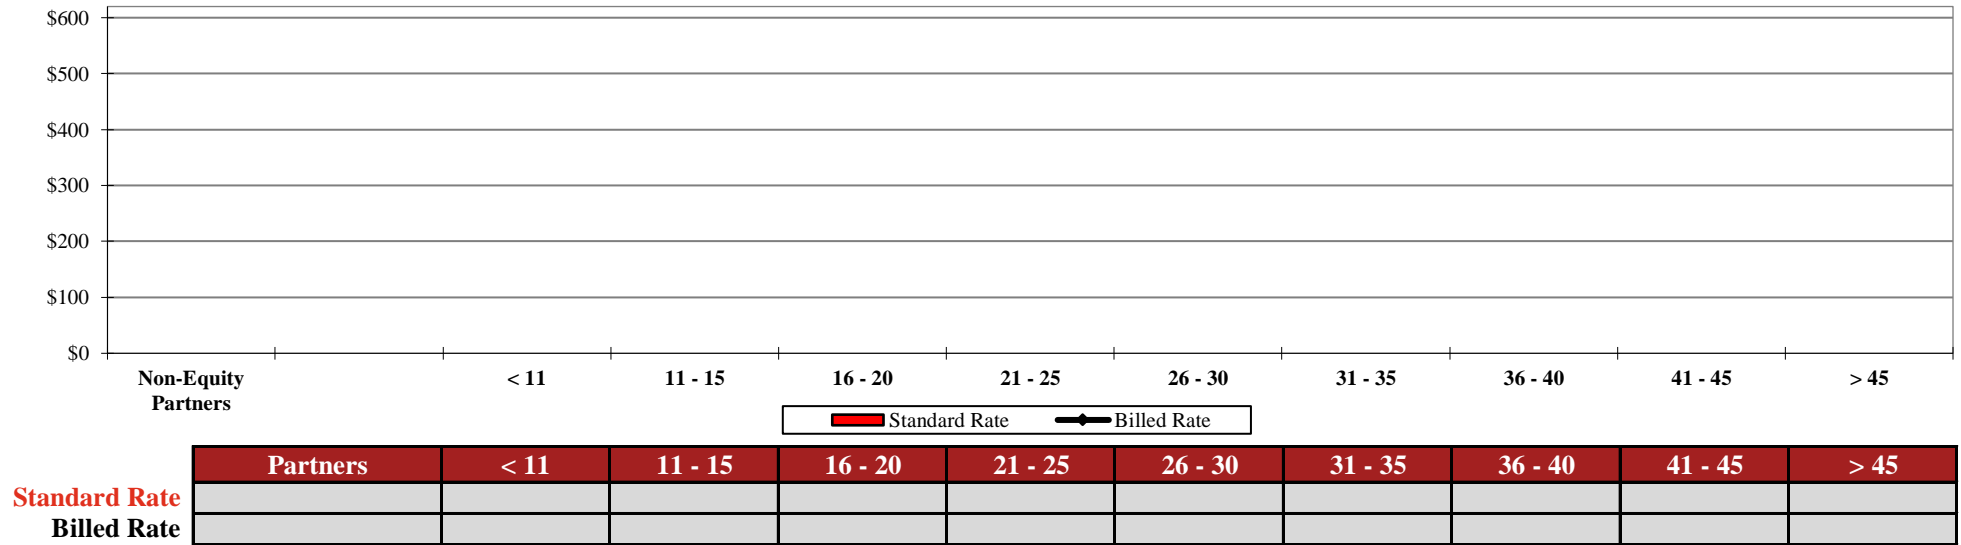 $600
$500
$400
$300
$200
$100
$0
Non-Equity
Partners
< 11
11 - 15
16 - 20
21 - 25
26 - 30
31 - 35
36 - 40
41 - 45
> 45
Standard Rate
Billed Rate
Partners < 11 11 - 15 16 - 20 21 - 25 26 - 30 31 - 35 36 - 40 41 - 45 > 45
Standard Rate
Billed Rate